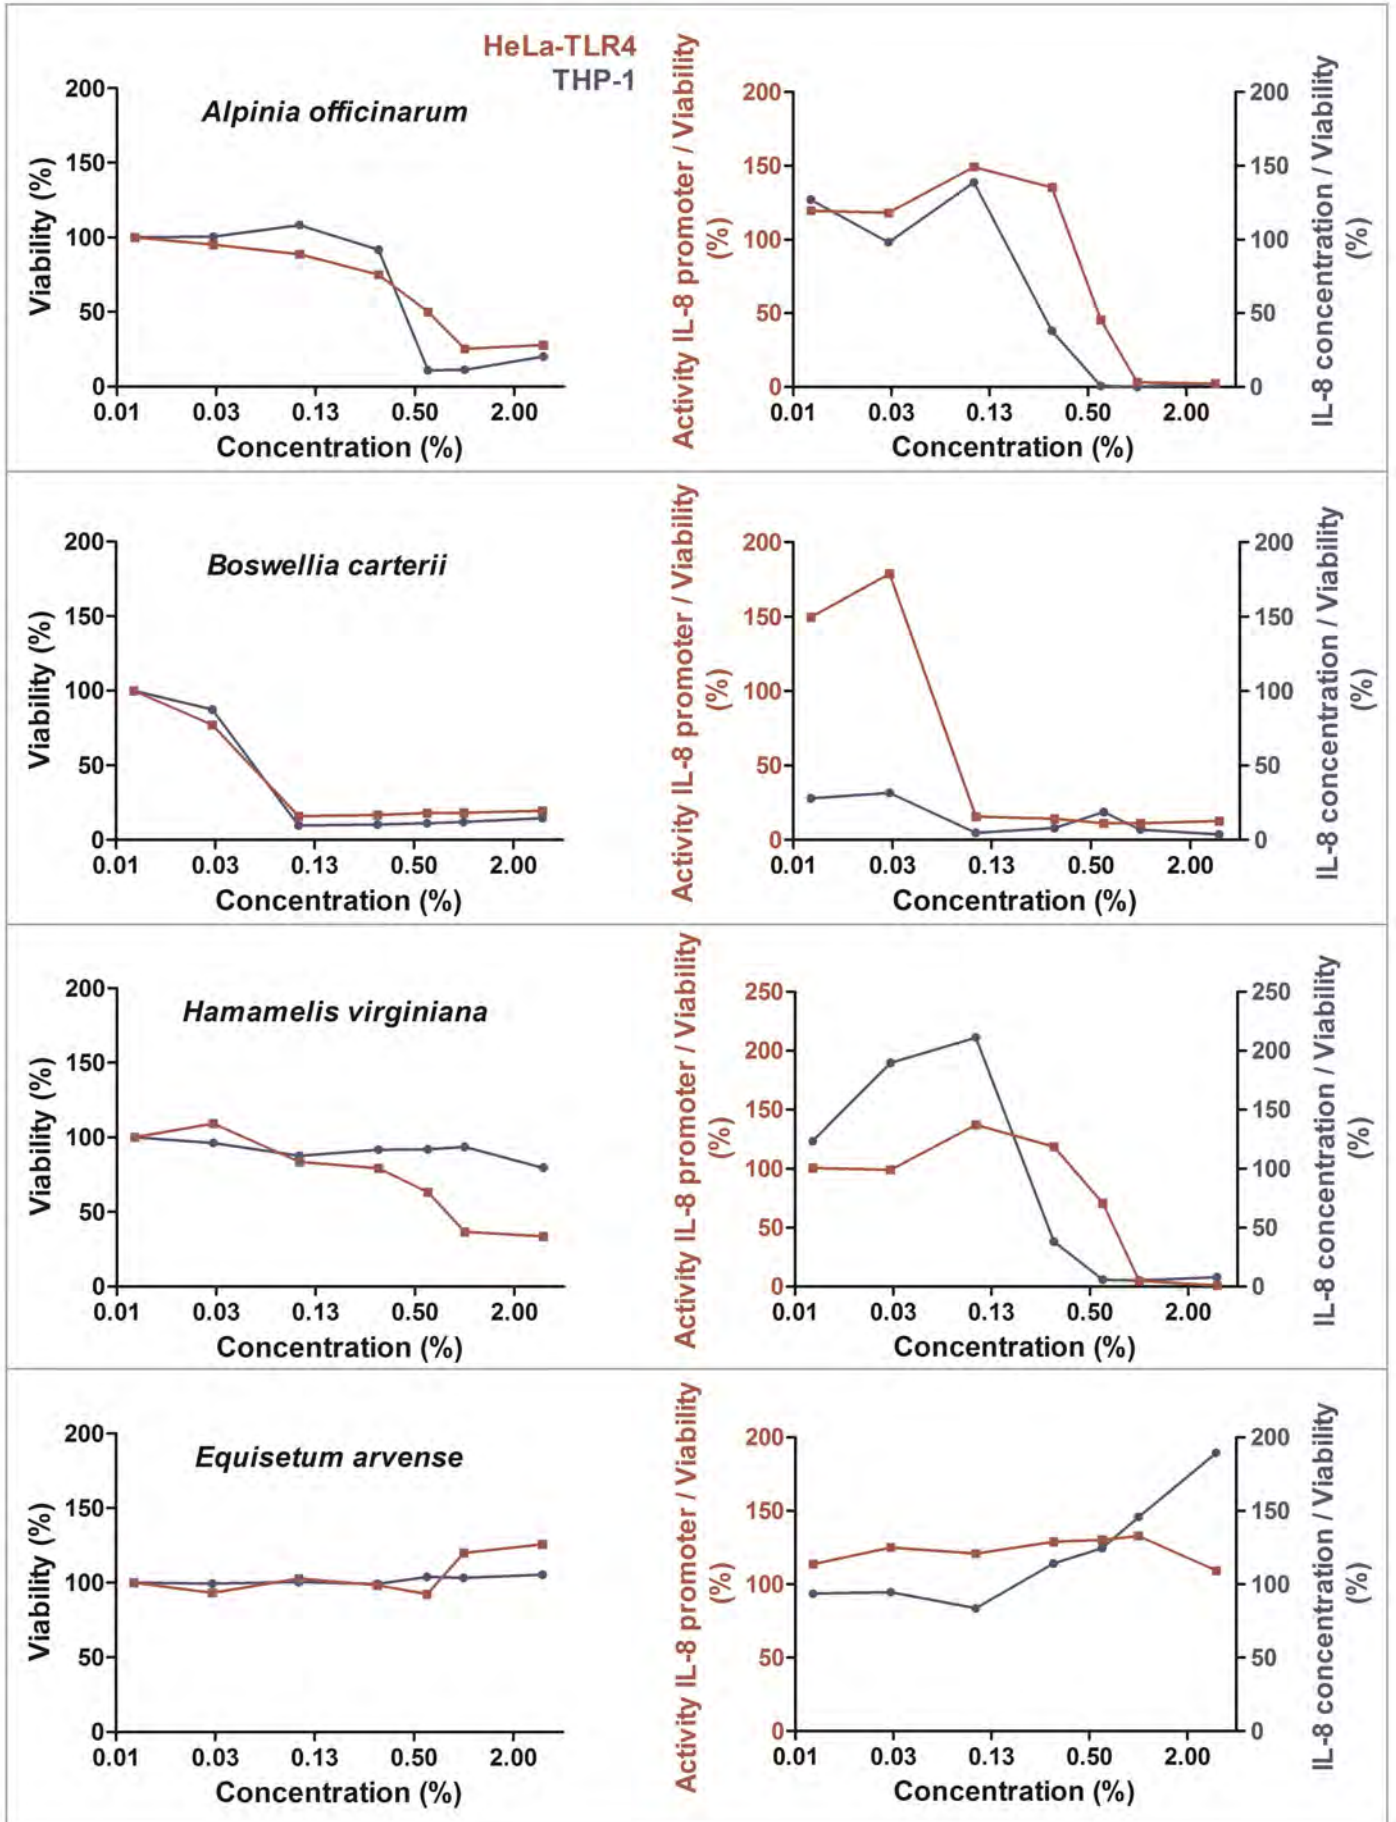 HeLa-TLR4
THP-1
Alpinia officinarum
Viability (%)
200
150
100
50
0
0.01 0.03 0.13 0.50 2.00
Concentration (%)
Activity IL-8 promoter / Viability
(%)
200
150
100
50
0
0.01 0.03 0.13 0.50 2.00
Concentration (%)
200
150
100
50
0
IL-8 concentration / Viability
(%)
Boswellia carterii
Viability (%)
200
150
100
50
0
0.01 0.03 0.13 0.50 2.00
Concentration (%)
Activity IL-8 promoter / Viability
(%)
200
150
100
50
0
0.01 0.03 0.13 0.50 2.00
Concentration (%)
200
150
100
50
0
IL-8 concentration / Viability
(%)
Hamamelis virginiana
Viability (%)
200
150
100
50
0
0.01 0.03 0.13 0.50 2.00
Concentration (%)
Activity IL-8 promoter / Viability
(%)
250
200
150
100
50
0
0.01 0.03 0.13 0.50 2.00
Concentration (%)
250
200
150
100
50
0
IL-8 concentration / Viability
(%)
Equisetum arvense
Viability (%)
200
150
100
50
0
0.01 0.03 0.13 0.50 2.00
Concentration (%)
Activity IL-8 promoter / Viability
(%)
200
150
100
50
0
0.01 0.03 0.13 0.50 2.00
Concentration (%)
200
150
100
50
0
IL-8 concentration / Viability
(%)